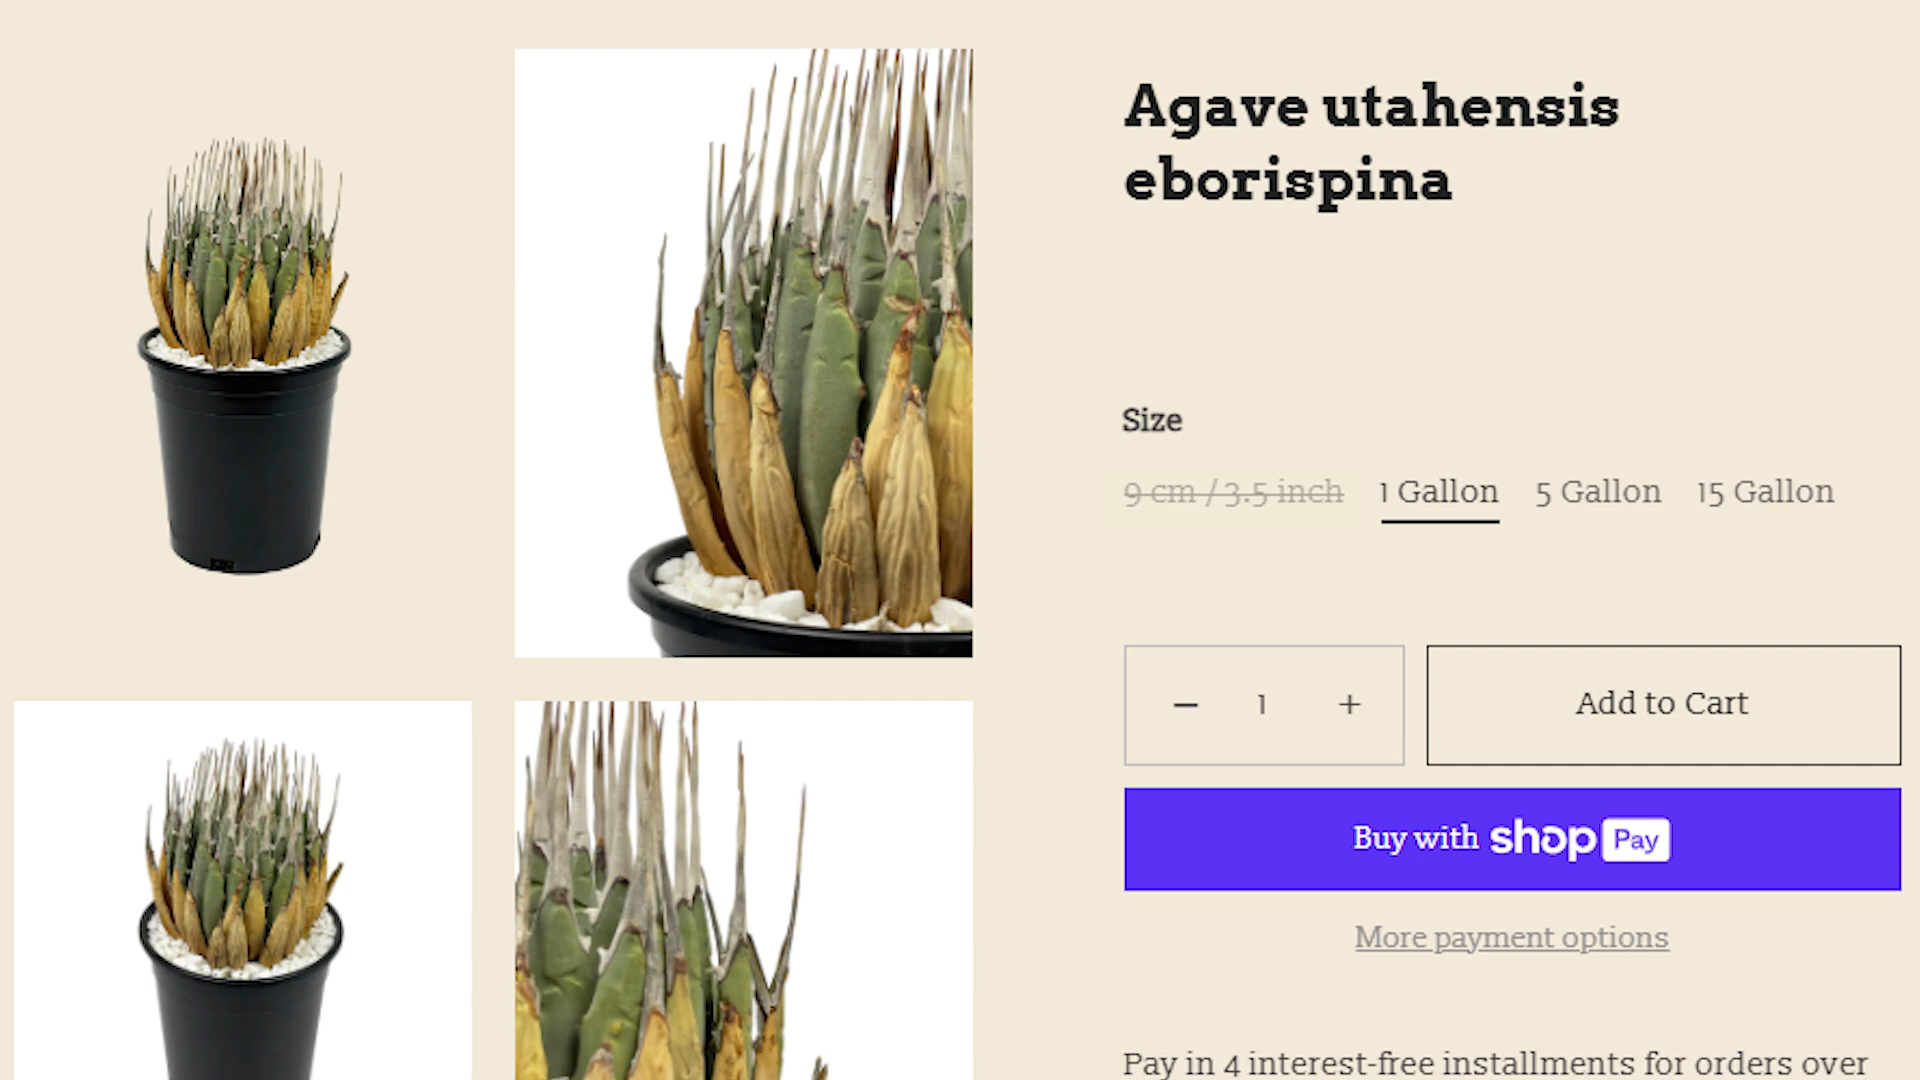 Agave utahensis
eborispina
Size
9 cm / 3.5 inch 1 Gallon 5 Gallon 15 Gallon
− 1 + Add to Cart
Buy with shop Pay
More payment options
Pay in 4 interest-free installments for orders over